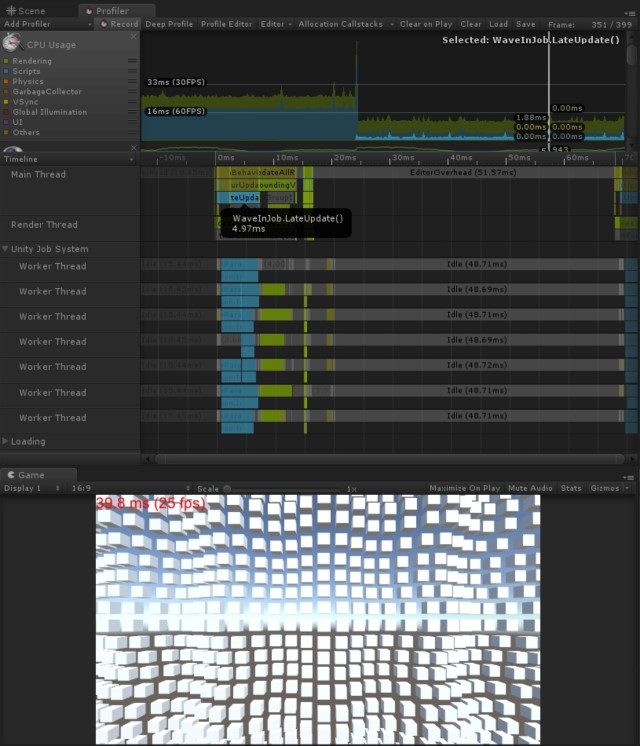 Scene Profiler
Add Profiler Record Deep Profile Profile Editor Editor Allocation Callstacks Clear on Play Clear Load Save Frame: 351 / 399
CPU Usage
Selected: WaveInJob.LateUpdate()
Rendering
Scripts
Physics
GarbageCollector
VSync
Global Illumination
UI
Others
33ms (30FPS)
16ms (60FPS)
0.00ms
1.88ms
0.00ms 0.00ms
0.00ms 0.00ms
943
Timeline
-10ms 0ms 10ms 20ms 30ms 40ms 50ms 60ms
Main Thread
EditorOverhead (51.57ms)
teUpda
WaveInJob.LateUpdate()
4.97ms
Render Thread
Unity Job System
Worker Thread Idle (48.71ms)
Worker Thread Idle (48.69ms)
Worker Thread Idle (48.71ms)
Worker Thread Idle (48.69ms)
Worker Thread Idle (48.72ms)
Worker Thread Idle (48.71ms)
Worker Thread Idle (48.71ms)
Loading
Game
Display 1 16:9 Scale 1x Maximize On Play Mute Audio Stats Gizmos
39.8 ms (25 fps)